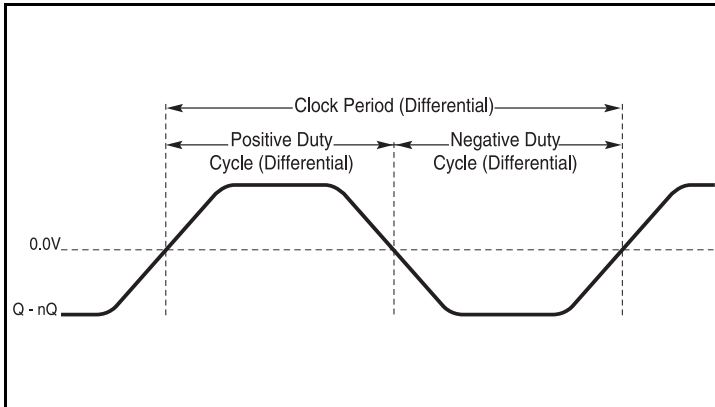 Clock Period (Differential)
Positive Duty
Cycle (Differential)
Negative Duty
Cycle (Differential)
0.0V
Q - nQ